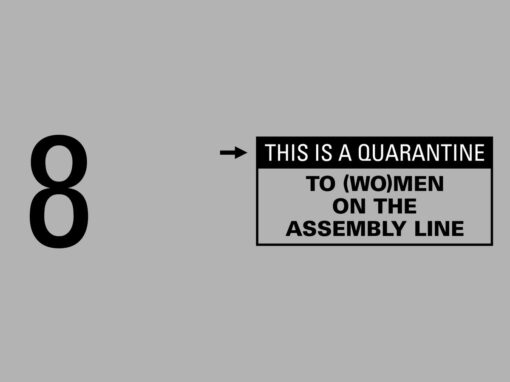 8
→ THIS IS A QUARANTINE
TO (WO)MEN
ON THE
ASSEMBLY LINE